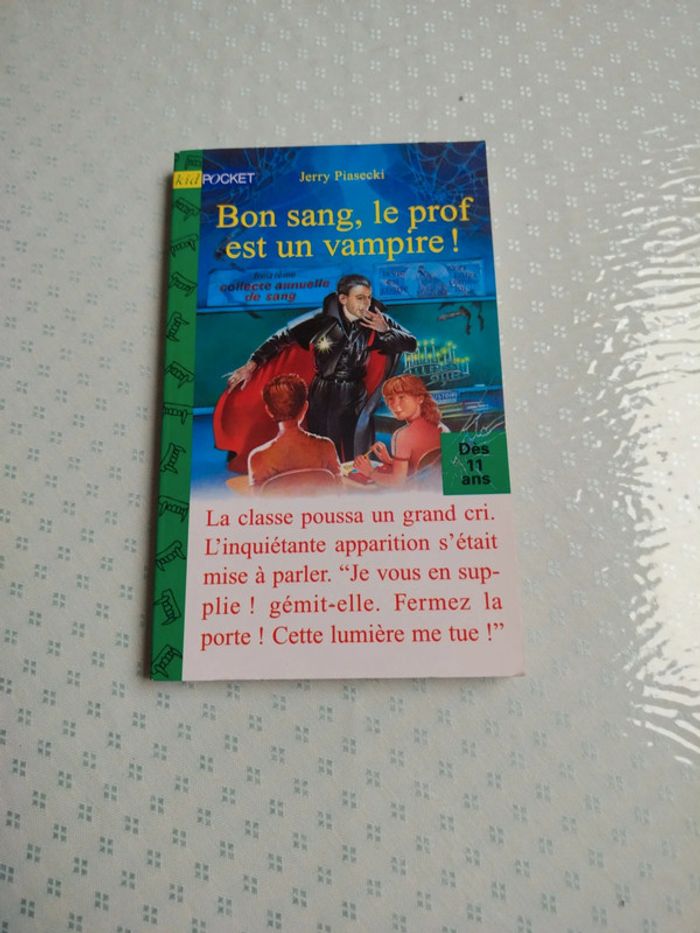 kid POCKET
Jerry Piasecki
Bon sang, le prof
est un vampire !
collecte annuelle
de sang
Dès
11
ans
La classe poussa un grand cri.
L'inquiétante apparition s'était
mise à parler. “Je vous en sup-
plie ! gémit-elle. Fermez la
porte ! Cette lumière me tue !”